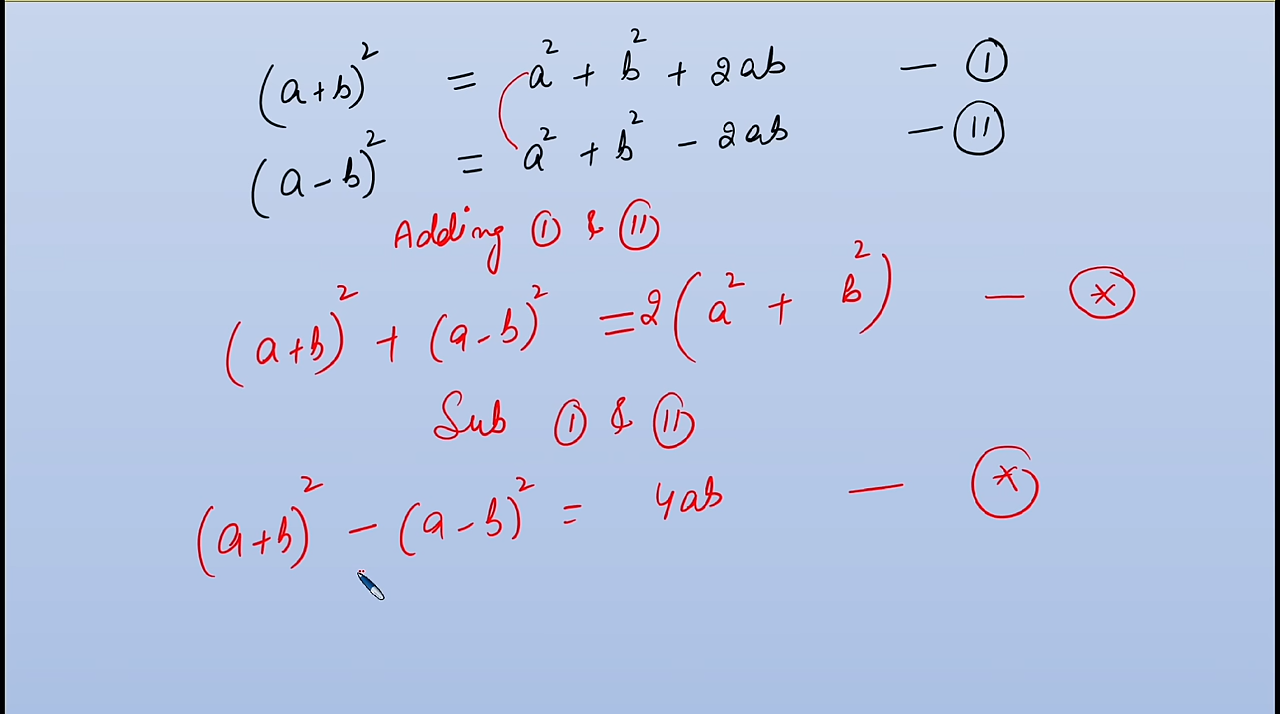 (a+b)² = a² + b² + 2ab — Ⓘ
(a-b)² = a² + b² - 2ab — (II)
Adding Ⓘ & (II)
(a+b)² + (a-b)² = 2(a² + b²) — (*)
Sub Ⓘ & (II)
(a+b)² - (a-b)² = 4ab — (*)